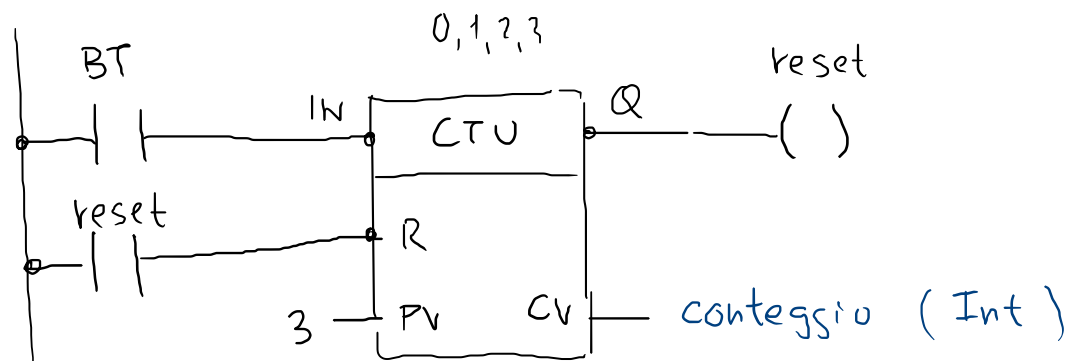 0, 1, 2, 3
BT
reset
IN
CTU
Q
( )
reset
R
3
PV
CV
conteggio (Int)